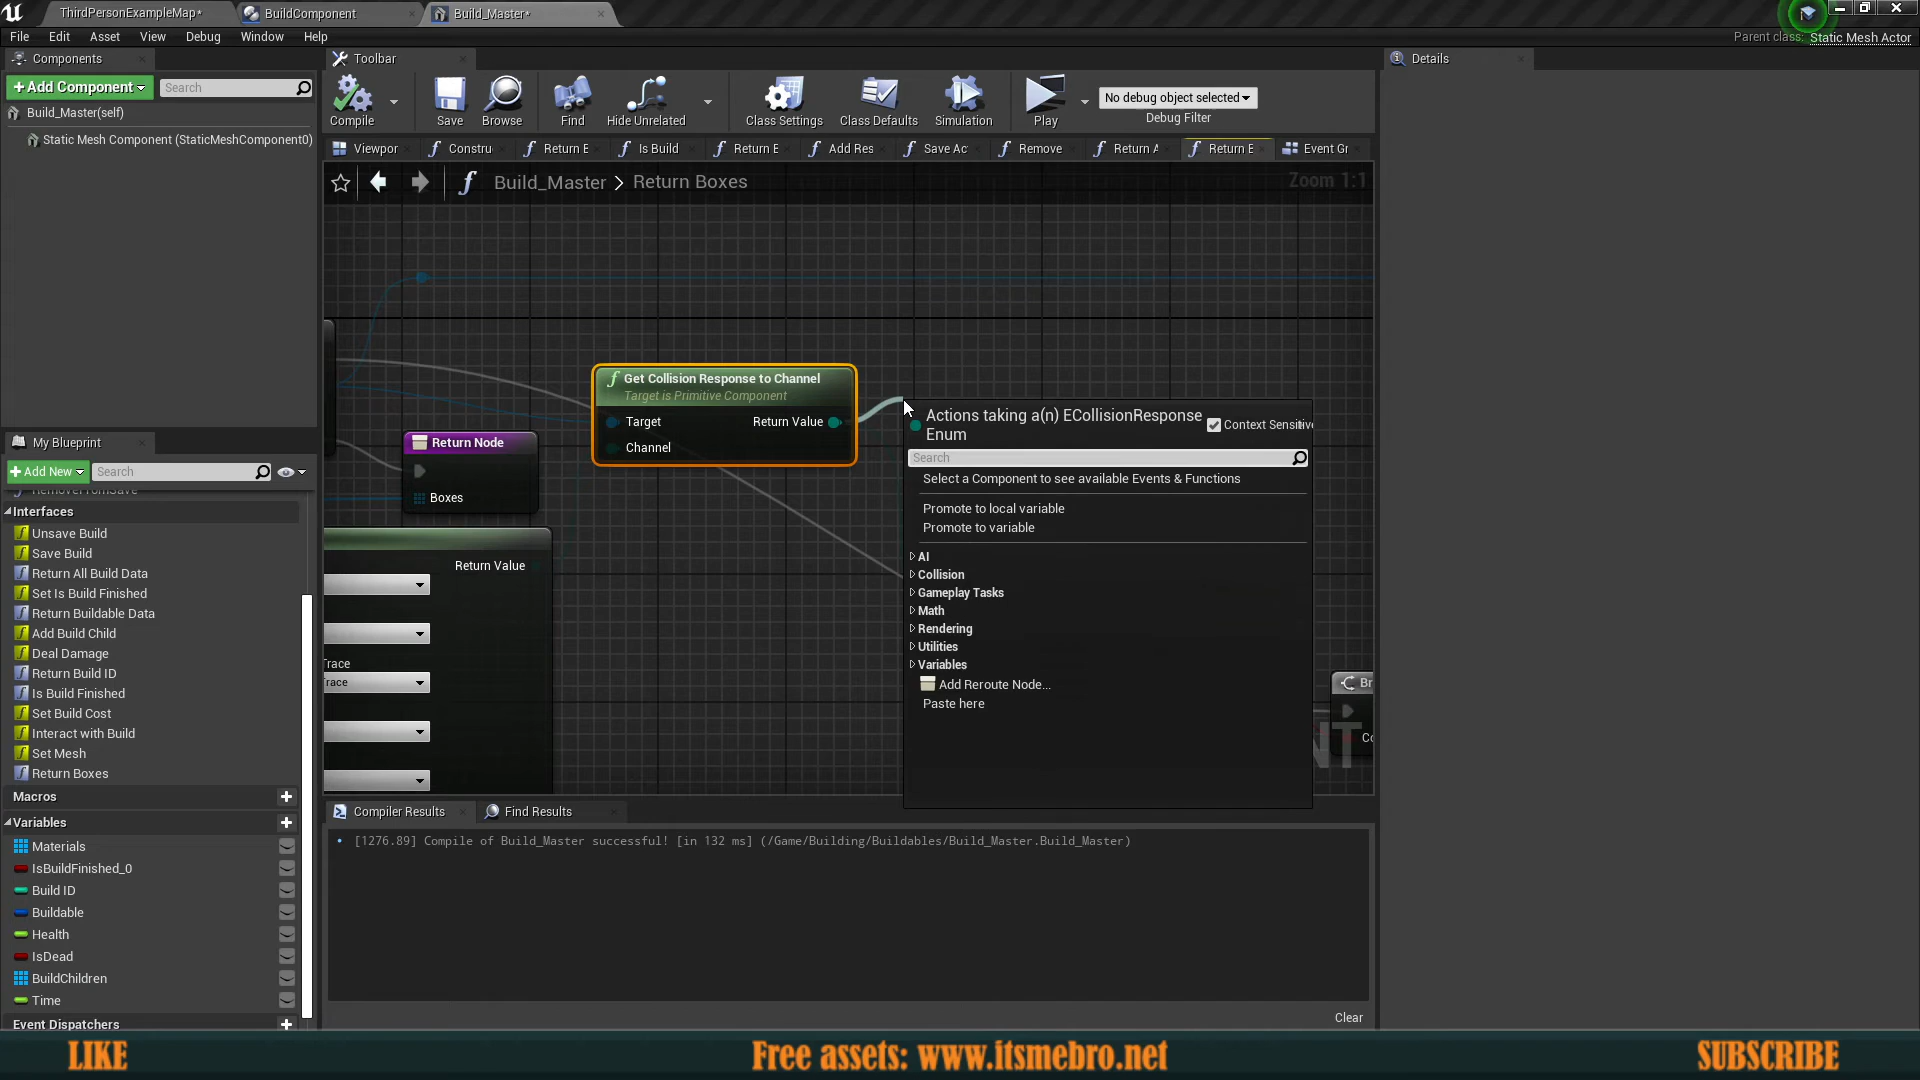 ThirdPersonExampleMap*
BuildComponent
Build_Master*
File Edit Asset View Debug Window Help
Parent class: Static Mesh Actor
Components
Toolbar
Details
+Add Component
Search
Build_Master(self)
Static Mesh Component (StaticMeshComponent0)
Compile
Save
Browse
Find
Hide Unrelated
Class Settings
Class Defaults
Simulation
Play
No debug object selected
Debug Filter
Viewpor
Constru
Return E
Is Build
Return E
Add Res
Save Ac
Remove
Return A
Return E
Event Gr
Build_Master > Return Boxes
Zoom 1:1
Get Collision Response to Channel
Target is Primitive Component
Target Return Value
Channel
Return Node
Boxes
Return Value
Trace
Trace
Br
Co
NT
Actions taking a(n) ECollisionResponse
Enum
Context Sensitive
Search
Select a Component to see available Events & Functions
Promote to local variable
Promote to variable
AI
Collision
Gameplay Tasks
Math
Rendering
Utilities
Variables
Add Reroute Node...
Paste here
My Blueprint
+Add New
Search
RemoveFromSave
Interfaces
Unsave Build
Save Build
Return All Build Data
Set Is Build Finished
Return Buildable Data
Add Build Child
Deal Damage
Return Build ID
Is Build Finished
Set Build Cost
Interact with Build
Set Mesh
Return Boxes
Macros
Variables
Materials
IsBuildFinished_0
Build ID
Buildable
Health
IsDead
BuildChildren
Time
Event Dispatchers
Compiler Results
Find Results
[1276.89] Compile of Build_Master successful! [in 132 ms] (/Game/Building/Buildables/Build_Master.Build_Master)
Clear
LIKE
Free assets: www.itsmebro.net
SUBSCRIBE